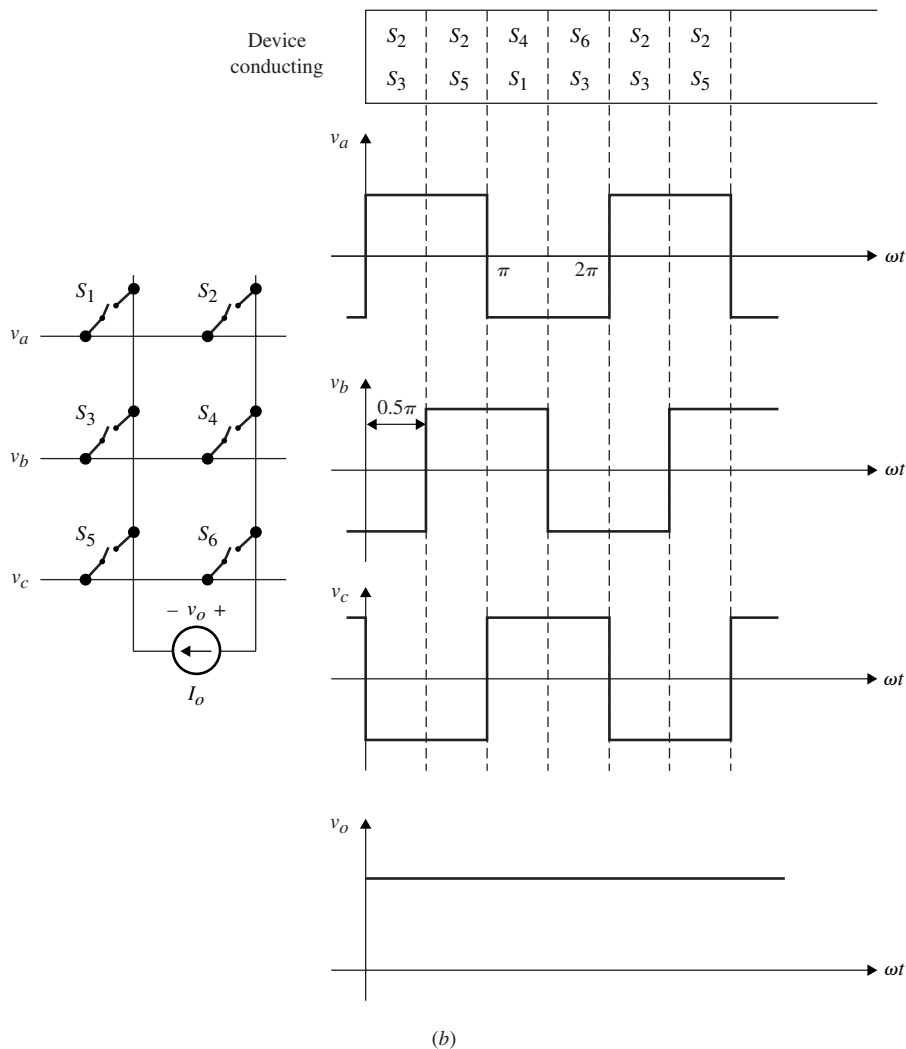 Device
conducting
S2 S2 S4 S6 S2 S2
S3 S5 S1 S3 S3 S5
va
π 2π ωt
S1 S2
va
vb
0.5π
S3 S4
vb
ωt
S5 S6
vc
vc
− vo +
Io
ωt
vo
ωt
(b)